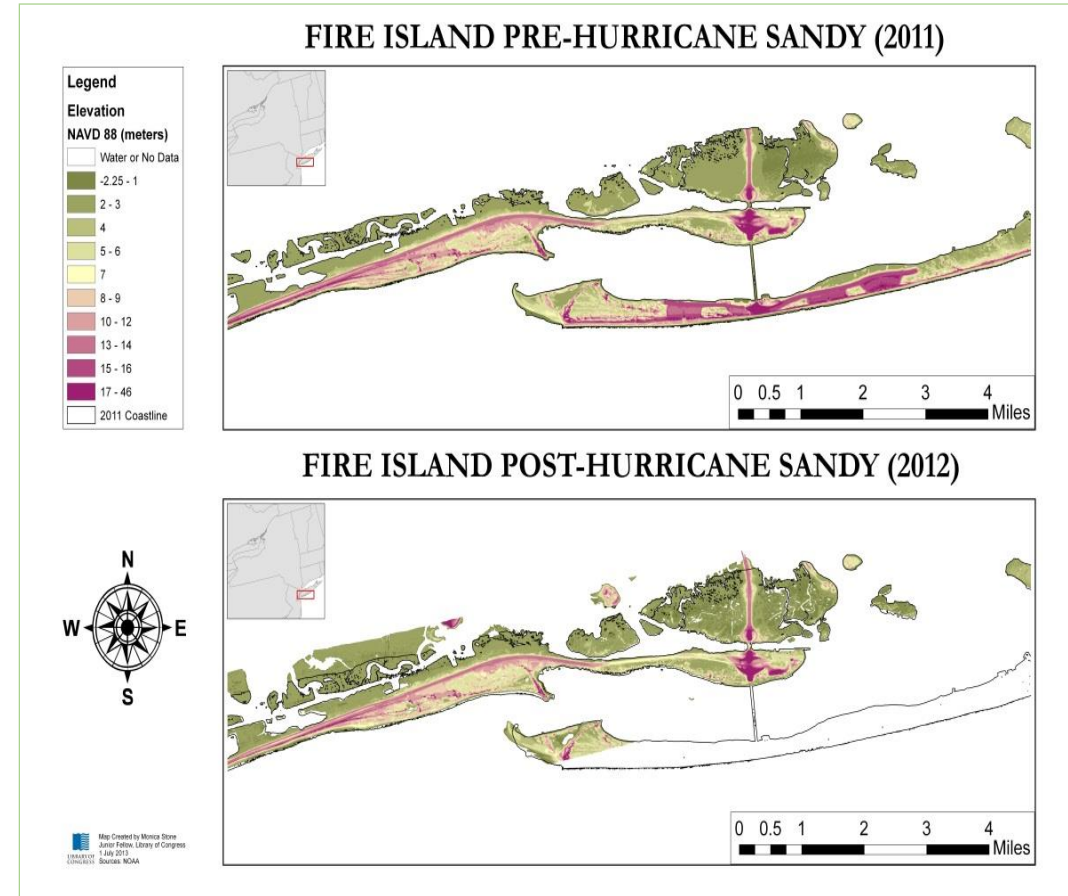 FIRE ISLAND PRE-HURRICANE SANDY (2011)
Legend
Elevation
NAVD 88 (meters)
Water or No Data
-2.25 - 1
2 - 3
4
5 - 6
7
8 - 9
10 - 12
13 - 14
15 - 16
17 - 46
2011 Coastline
0 0.5 1 2 3 4
Miles
FIRE ISLAND POST-HURRICANE SANDY (2012)
N
W E
S
0 0.5 1 2 3 4
Miles
LIBRARY OF
CONGRESS
Map Created by Monica Stone
Junior Fellow, Library of Congress
1 July 2013
Sources: NOAA